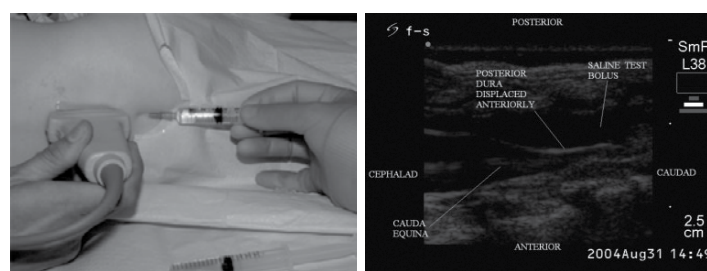 POSTERIOR
f-s
SmP
L38
POSTERIOR
DURA
DISPLACED
ANTERIORLY
SALINE TEST
BOLUS
CEPHALAD
CAUDAD
CAUDA
EQUINA
ANTERIOR
2.5
cm
2004Aug31 14:49